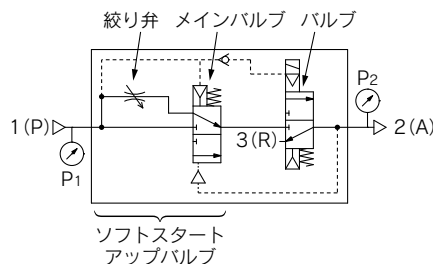 絞り弁 メインバルブ バルブ
P2
1(P)
3(R)
2(A)
P1
ソフトスタート
アップバルブ